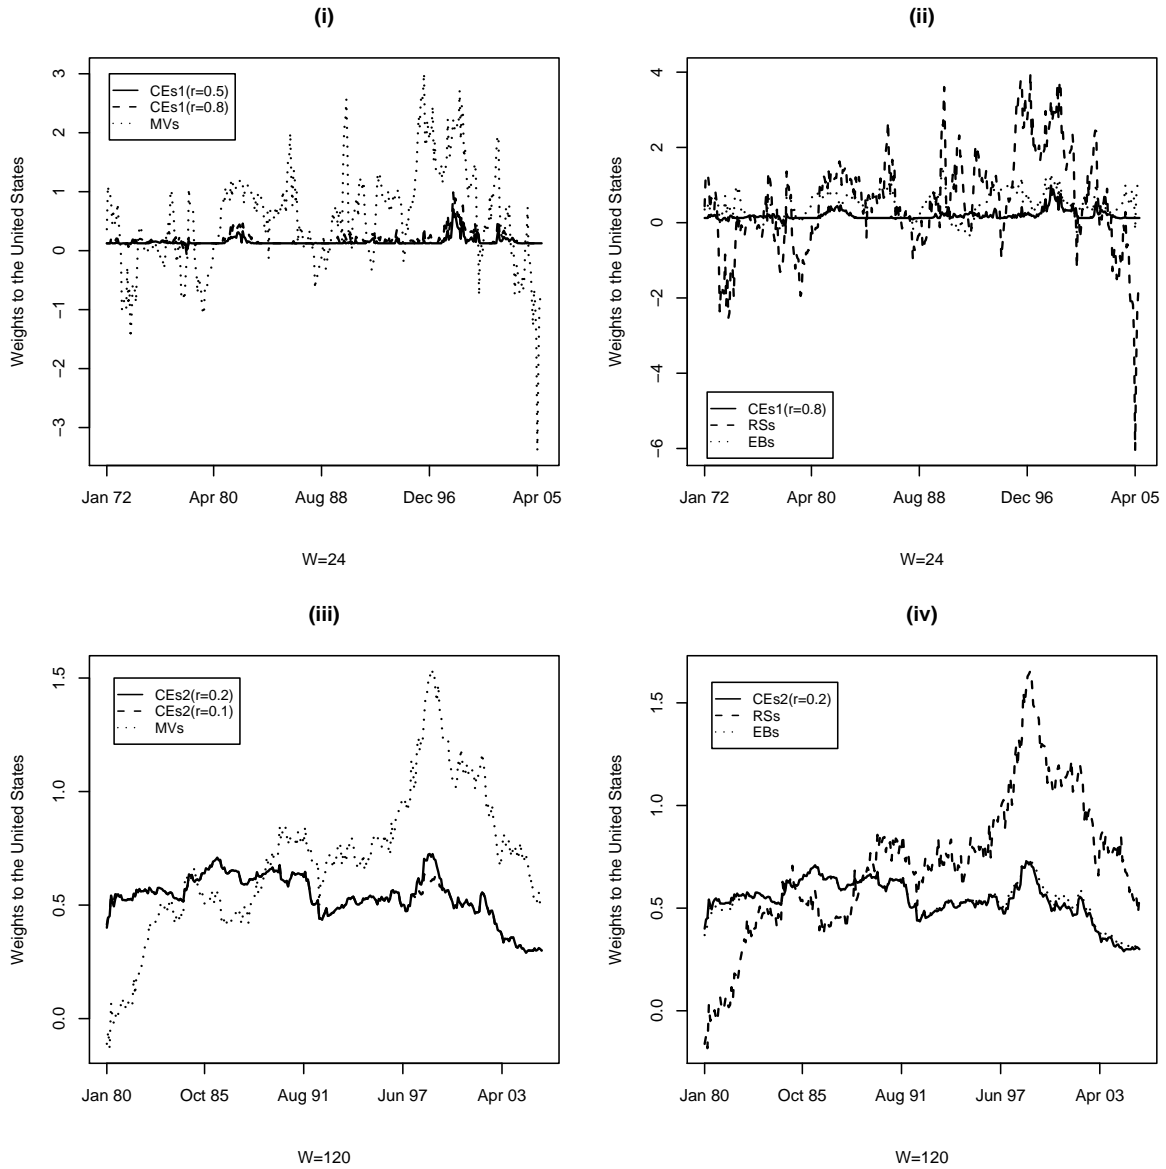 (i)
Weights to the United States
3
2
1
0
−1
−2
−3
CEs1(r=0.5)
CEs1(r=0.8)
MVs
Jan 72
Apr 80
Aug 88
Dec 96
Apr 05
W=24
(ii)
Weights to the United States
4
2
0
−2
−4
−6
CEs1(r=0.8)
RSs
EBs
Jan 72
Apr 80
Aug 88
Dec 96
Apr 05
W=24
(iii)
Weights to the United States
1.5
1.0
0.5
0.0
CEs2(r=0.2)
CEs2(r=0.1)
MVs
Jan 80
Oct 85
Aug 91
Jun 97
Apr 03
W=120
(iv)
Weights to the United States
1.5
1.0
0.5
0.0
CEs2(r=0.2)
RSs
EBs
Jan 80
Oct 85
Aug 91
Jun 97
Apr 03
W=120